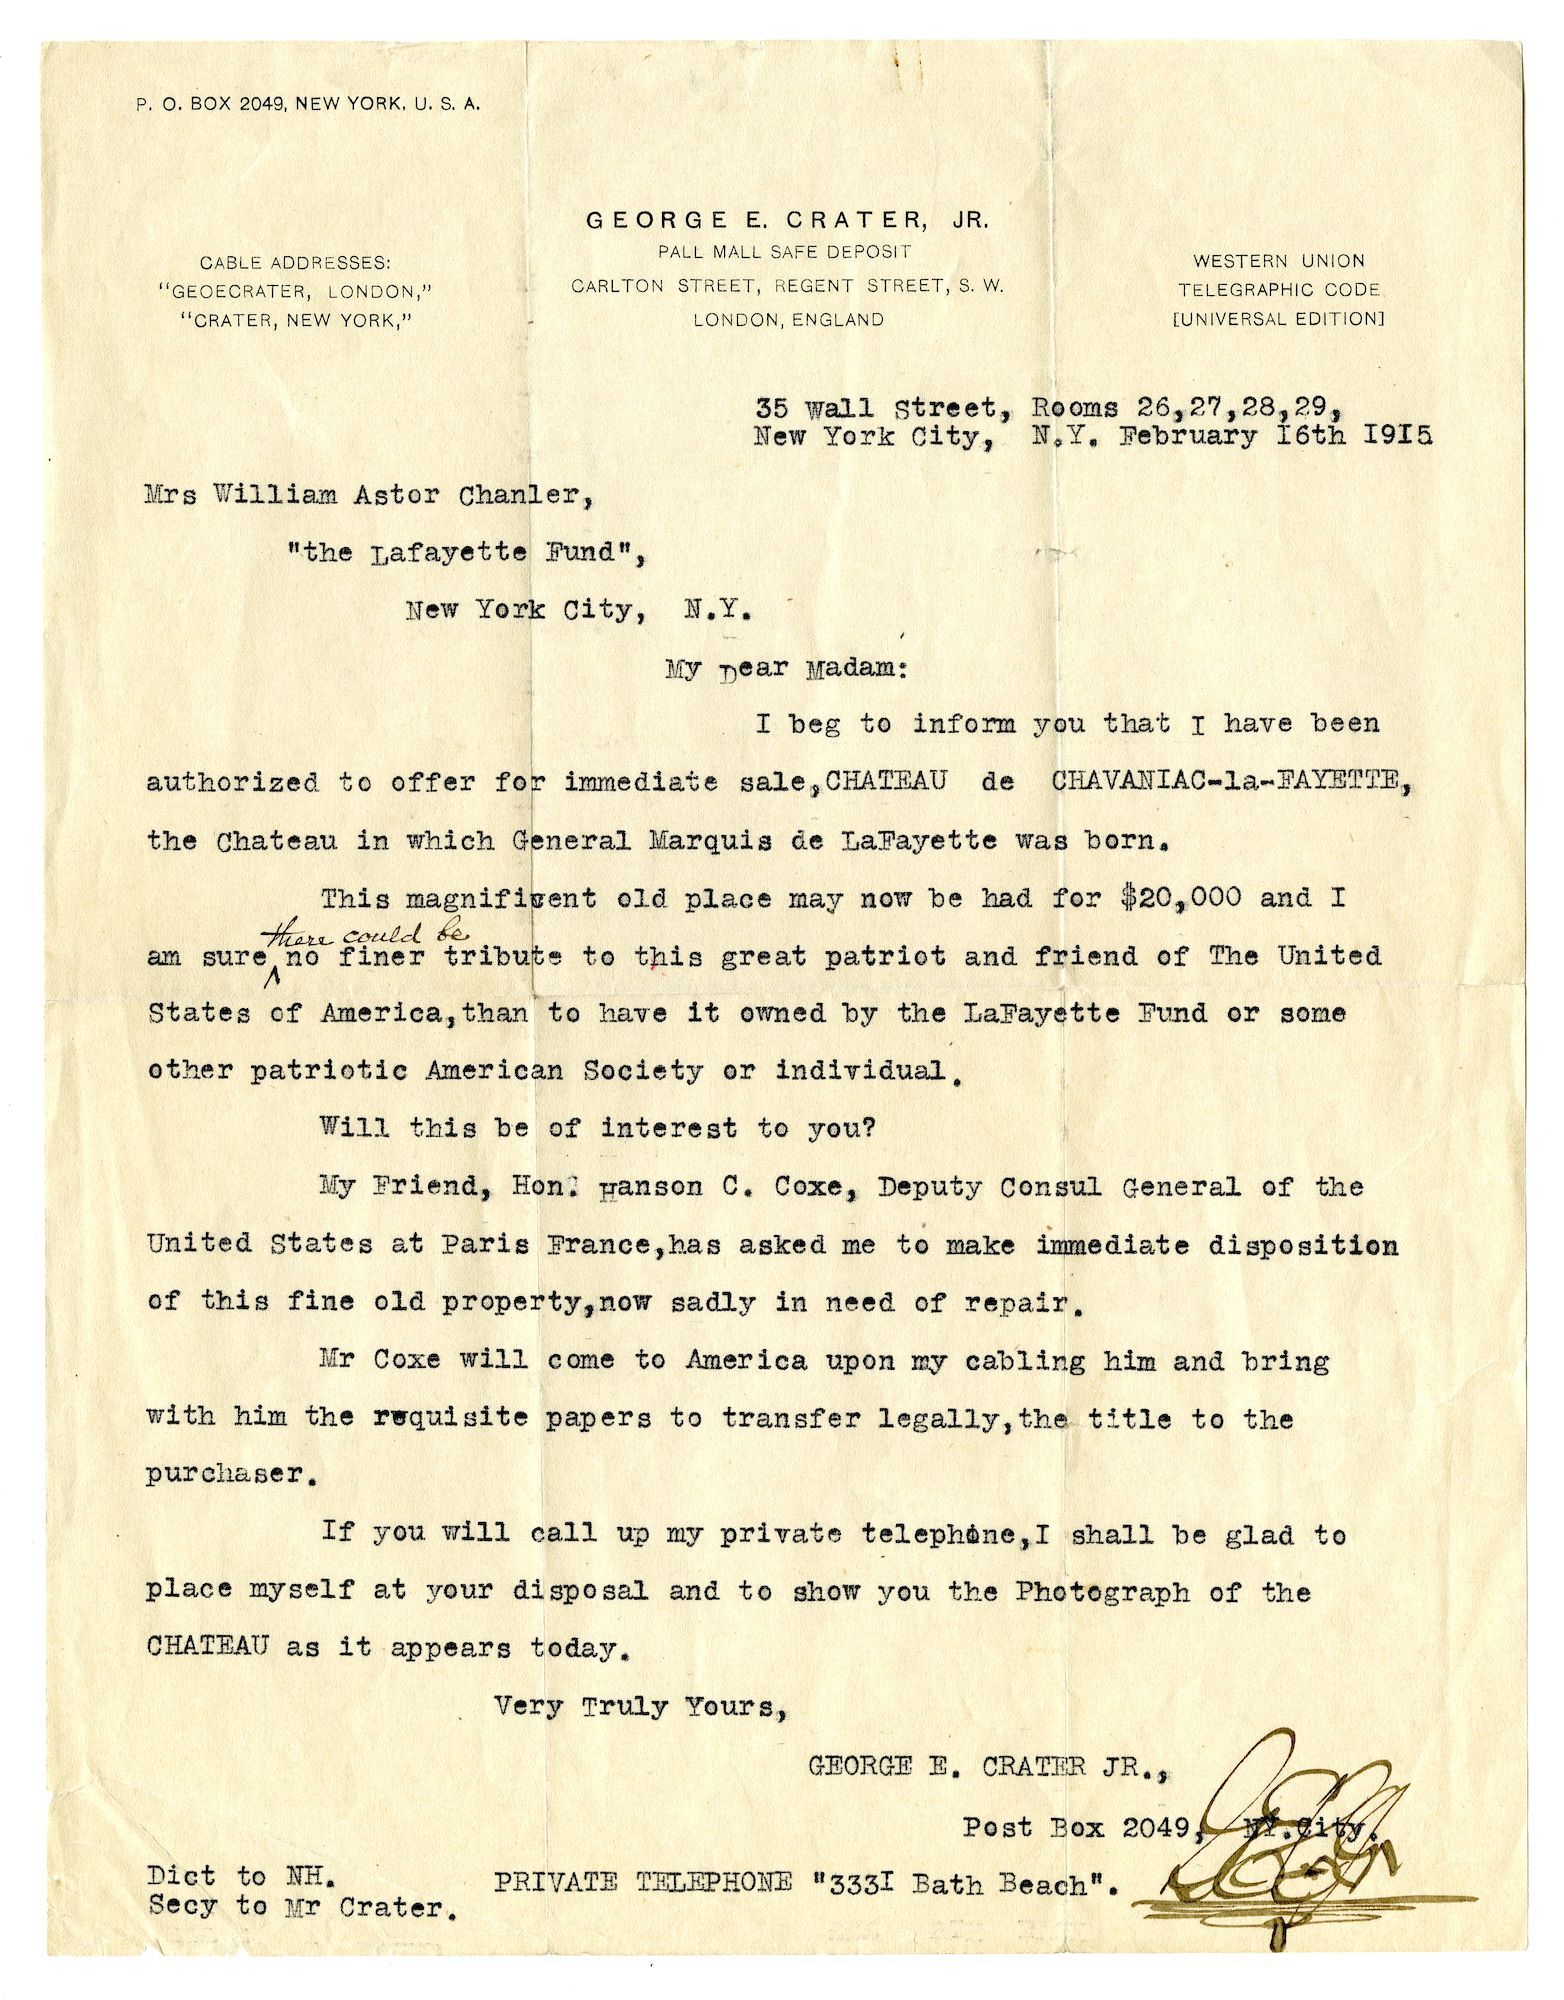 P. O. BOX 2049, NEW YORK, U. S. A.
GEORGE E. CRATER, JR.
PALL MALL SAFE DEPOSIT
CARLTON STREET, REGENT STREET, S. W.
LONDON, ENGLAND
CABLE ADDRESSES:
"GEOECRATER, LONDON,"
"CRATER, NEW YORK,"
WESTERN UNION
TELEGRAPHIC CODE
[UNIVERSAL EDITION]
35 Wall Street, Rooms 26,27,28,29,
New York City, N.Y. February I6th I9I5
Mrs William Astor Chanler,
"the Lafayette Fund",
New York City, N.Y.
My Dear Madam:
I beg to inform you that I have been
authorized to offer for immediate sale,CHATEAU de CHAVANIAC-la-FAYETTE,
the Chateau in which General Marquis de LaFayette was born.
This magnificent old place may now be had for $20,000 and I
there could be
am sure no finer tribute to this great patriot and friend of The United
States of America,than to have it owned by the LaFayette Fund or some
other patriotic American Society or individual.
Will this be of interest to you?
My Friend, Hon. Hanson C. Coxe, Deputy Consul General of the
United States at Paris France,has asked me to make immediate disposition
of this fine old property,now sadly in need of repair.
Mr Coxe will come to America upon my cabling him and bring
with him the requisite papers to transfer legally,the title to the
purchaser.
If you will call up my private telephone,I shall be glad to
place myself at your disposal and to show you the Photograph of the
CHATEAU as it appears today.
Very Truly Yours,
GEORGE E. CRATER JR.,
Post Box 2049, NY.City.
Dict to NH.
Secy to Mr Crater.
PRIVATE TELEPHONE "333I Bath Beach".